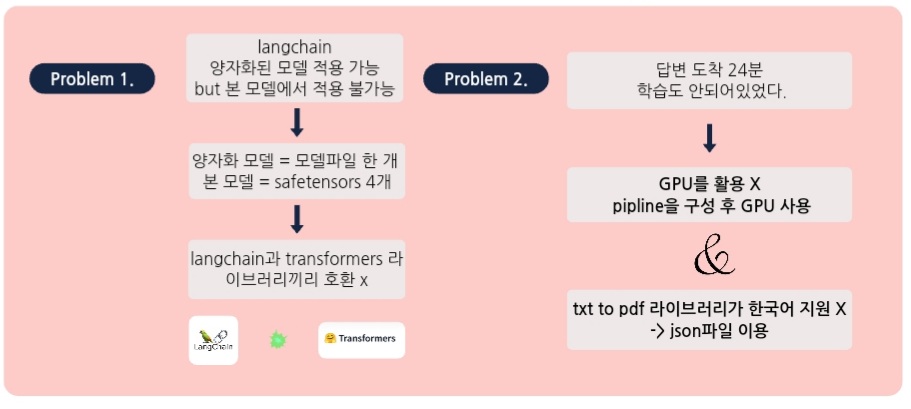 Problem 1.
langchain
양자화된 모델 적용 가능
but 본 모델에서 적용 불가능
양자화 모델 = 모델파일 한 개
본 모델 = safetensors 4개
langchain과 transformers 라
이브러리끼리 호환 x
LangChain
Transformers
Problem 2.
답변 도착 24분
학습도 안되어있었다.
GPU를 활용 X
pipline을 구성 후 GPU 사용
&
txt to pdf 라이브러리가 한국어 지원 X
-> json파일 이용